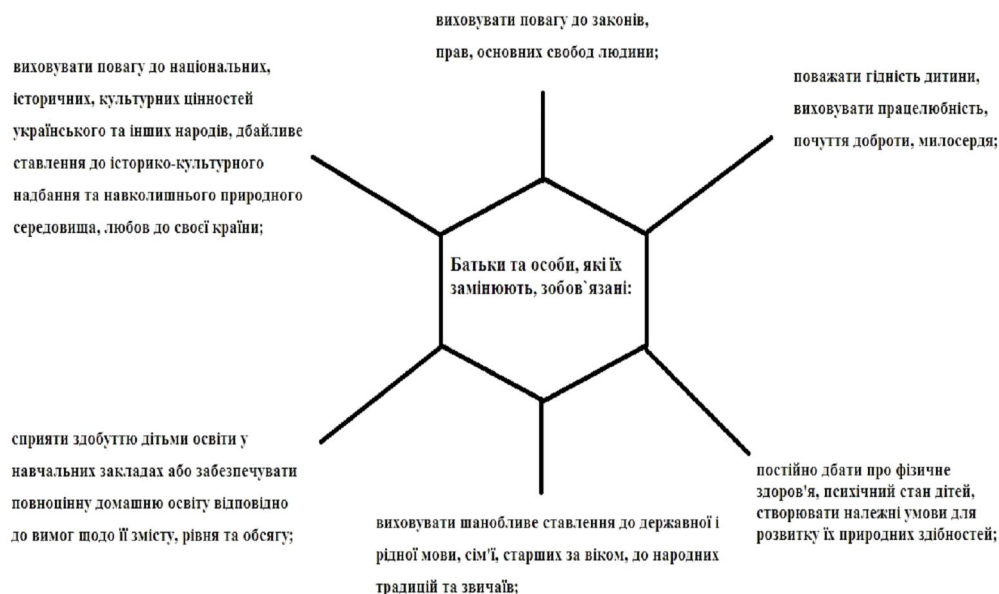 виховувати повагу до законів,
прав, основних свобод людини;
виховувати повагу до національних,
історичних, культурних цінностей
українського та інших народів, дбайливе
ставлення до історико-культурного
надбання та навколишнього природного
середовища, любов до своєї країни;
поважати гідність дитини,
виховувати працелюбність,
почуття доброти, милосердя;
Батьки та особи, які їх
замінюють, зобов`язані:
сприяти здобуттю дітьми освіти у
навчальних закладах або забезпечувати
повноцінну домашню освіту відповідно
до вимог щодо її змісту, рівня та обсягу;
виховувати шанобливе ставлення до державної і
рідної мови, сім'ї, старших за віком, до народних
традицій та звичаїв;
постійно дбати про фізичне
здоров'я, психічний стан дітей,
створювати належні умови для
розвитку їх природних здібностей;